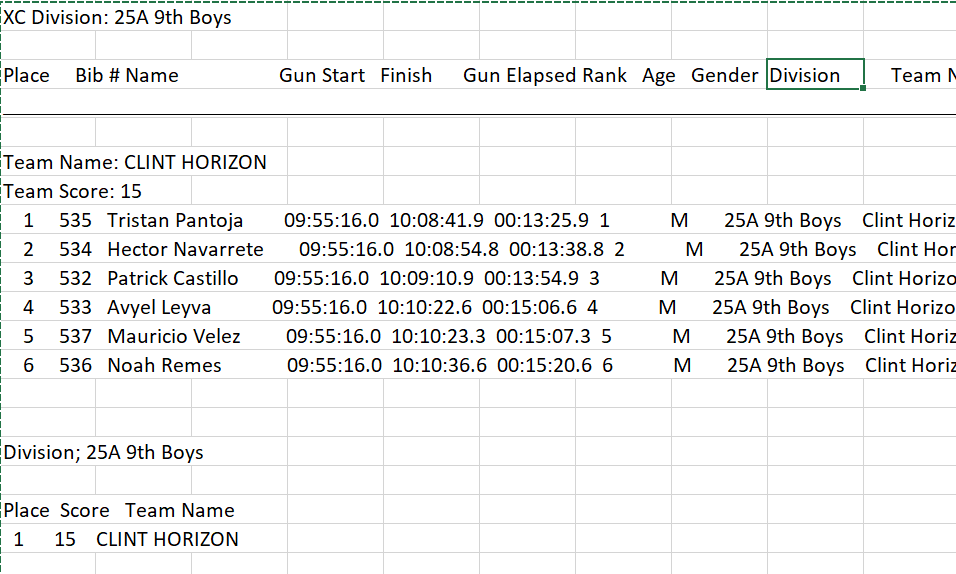 XC Division: 25A 9th Boys
Place Bib # Name Gun Start Finish Gun Elapsed Rank Age Gender Division Team
Team Name: CLINT HORIZON
Team Score: 15
1 535 Tristan Pantoja 09:55:16.0 10:08:41.9 00:13:25.9 1 M 25A 9th Boys Clint Horiz
2 534 Hector Navarrete 09:55:16.0 10:08:54.8 00:13:38.8 2 M 25A 9th Boys Clint Hor
3 532 Patrick Castillo 09:55:16.0 10:09:10.9 00:13:54.9 3 M 25A 9th Boys Clint Horizo
4 533 Avyel Leyva 09:55:16.0 10:10:22.6 00:15:06.6 4 M 25A 9th Boys Clint Horizo
5 537 Mauricio Velez 09:55:16.0 10:10:23.3 00:15:07.3 5 M 25A 9th Boys Clint Horiz
6 536 Noah Remes 09:55:16.0 10:10:36.6 00:15:20.6 6 M 25A 9th Boys Clint Horiz
Division; 25A 9th Boys
Place Score Team Name
1 15 CLINT HORIZON